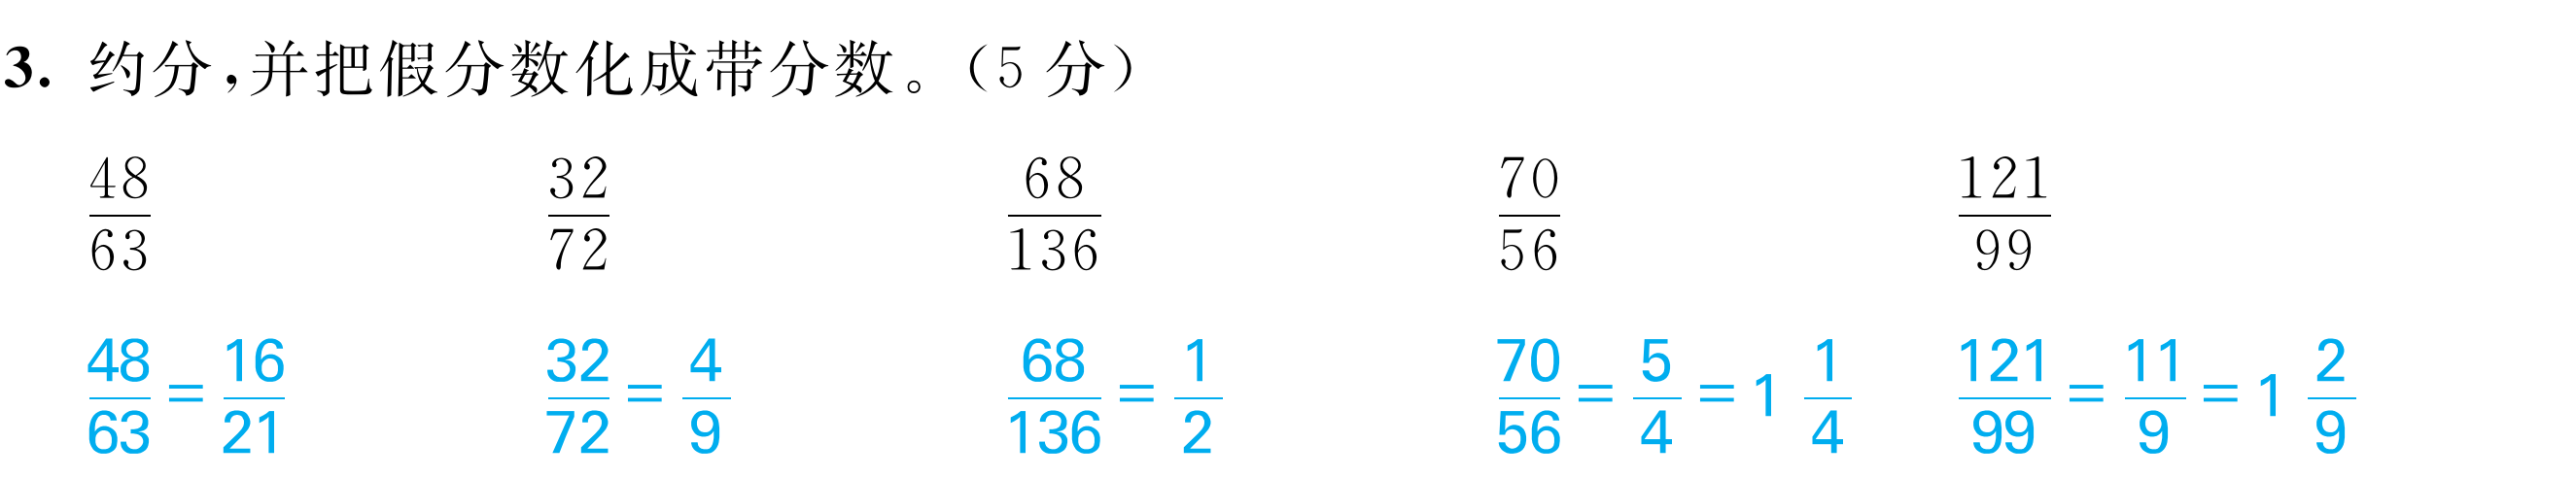 3. 约分,并把假分数化成带分数。(5 分)
48/63 32/72 68/136 70/56 121/99
48/63 = 16/21 32/72 = 4/9 68/136 = 1/2 70/56 = 5/4 = 1 1/4 121/99 = 11/9 = 1 2/9